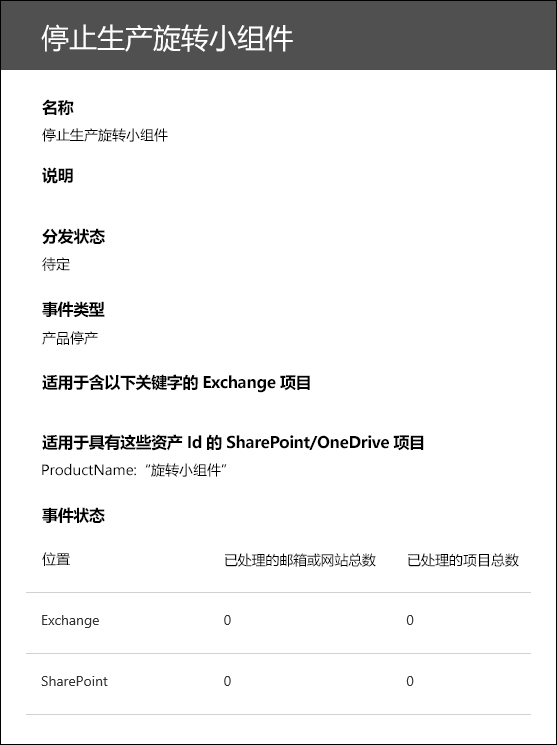 停止生产旋转小组件
名称
停止生产旋转小组件
说明
分发状态
待定
事件类型
产品停产
适用于含以下关键字的 Exchange 项目
适用于具有这些资产 Id 的 SharePoint/OneDrive 项目
ProductName:“旋转小组件”
事件状态
位置 已处理的邮箱或网站总数 已处理的项目总数
Exchange 0 0
SharePoint 0 0